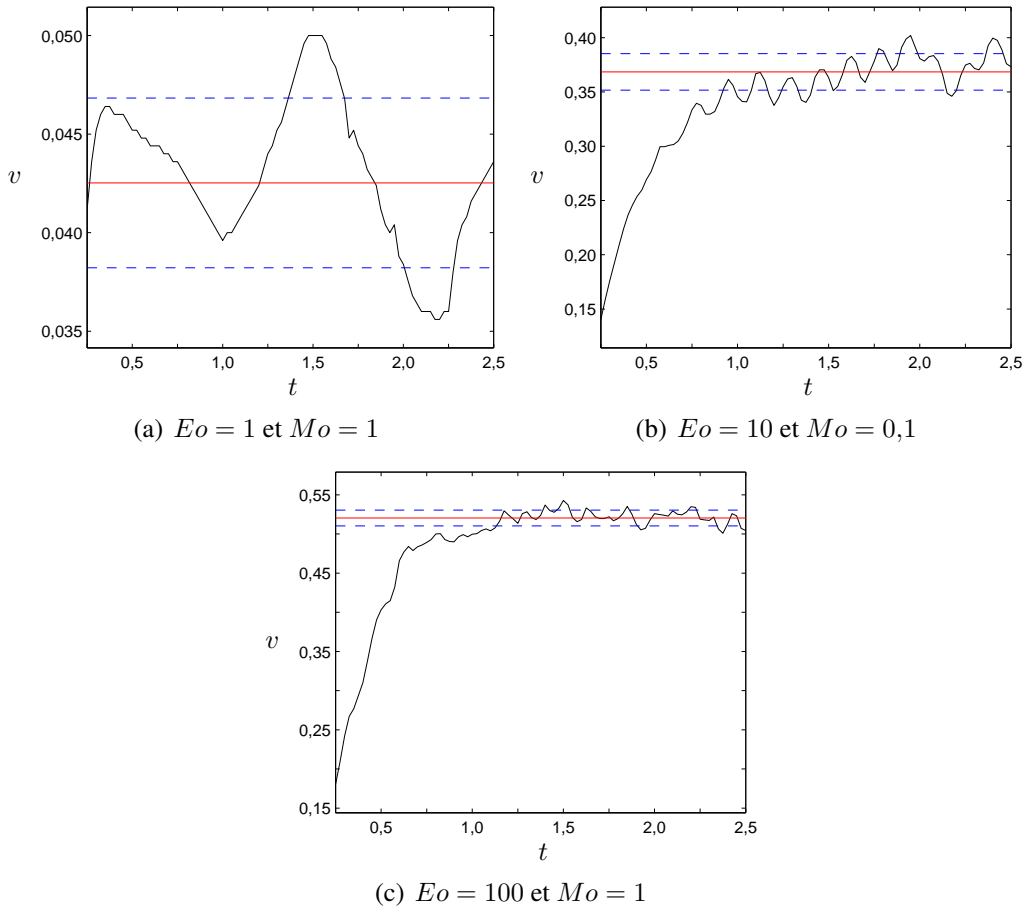 0,050
0,045
v
0,040
0,035
0,5 1,0 1,5 2,0 2,5
t
(a) Eo = 1 et Mo = 1
0,40
0,35
0,30
v
0,25
0,20
0,15
0,5 1,0 1,5 2,0 2,5
t
(b) Eo = 10 et Mo = 0,1
0,55
0,45
v
0,35
0,25
0,15
0,5 1,0 1,5 2,0 2,5
t
(c) Eo = 100 et Mo = 1